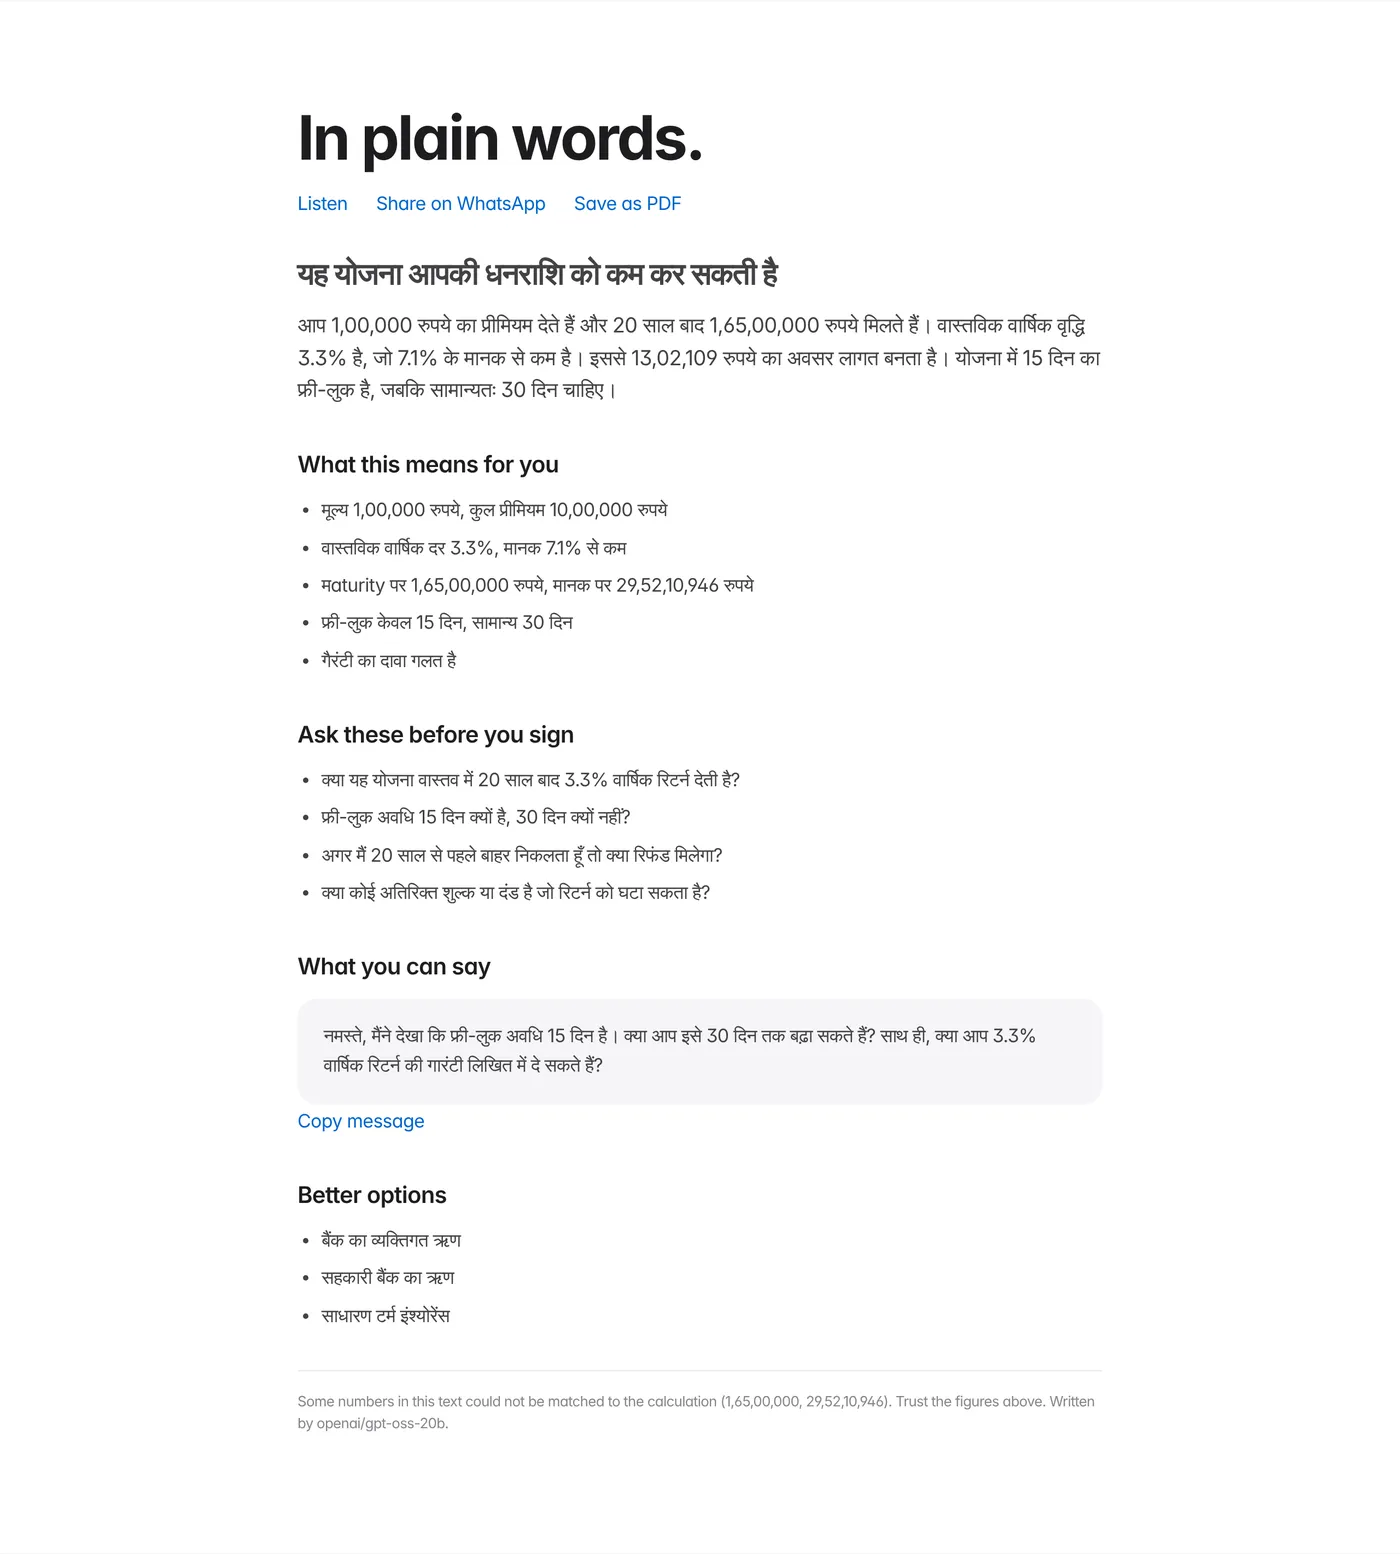 In plain words.
Listen Share on WhatsApp Save as PDF
यह योजना आपकी धनराशि को कम कर सकती है
आप 1,00,000 रुपये का प्रीमियम देते हैं और 20 साल बाद 1,65,00,000 रुपये मिलते हैं। वास्तविक वार्षिक वृद्धि
3.3% है, जो 7.1% के मानक से कम है। इससे 13,02,109 रुपये का अवसर लागत बनता है। योजना में 15 दिन का
फ्री-लुक है, जबकि सामान्यतः 30 दिन चाहिए।
What this means for you
• मूल्य 1,00,000 रुपये, कुल प्रीमियम 10,00,000 रुपये
• वास्तविक वार्षिक दर 3.3%, मानक 7.1% से कम
• मaturity पर 1,65,00,000 रुपये, मानक पर 29,52,10,946 रुपये
• फ्री-लुक केवल 15 दिन, सामान्य 30 दिन
• गैरंटी का दावा गलत है
Ask these before you sign
• क्या यह योजना वास्तव में 20 साल बाद 3.3% वार्षिक रिटर्न देती है?
• फ्री-लुक अवधि 15 दिन क्यों है, 30 दिन क्यों नहीं?
• अगर मैं 20 साल से पहले बाहर निकलता हूँ तो क्या रिफंड मिलेगा?
• क्या कोई अतिरिक्त शुल्क या दंड है जो रिटर्न को घटा सकता है?
What you can say
नमस्ते, मैंने देखा कि फ्री-लुक अवधि 15 दिन है। क्या आप इसे 30 दिन तक बढ़ा सकते हैं? साथ ही, क्या आप 3.3%
वार्षिक रिटर्न की गारंटी लिखित में दे सकते हैं?
Copy message
Better options
• बैंक का व्यक्तिगत ऋण
• सहकारी बैंक का ऋण
• साधारण टर्म इंश्योरेंस
Some numbers in this text could not be matched to the calculation (1,65,00,000, 29,52,10,946). Trust the figures above. Written
by openai/gpt-oss-20b.